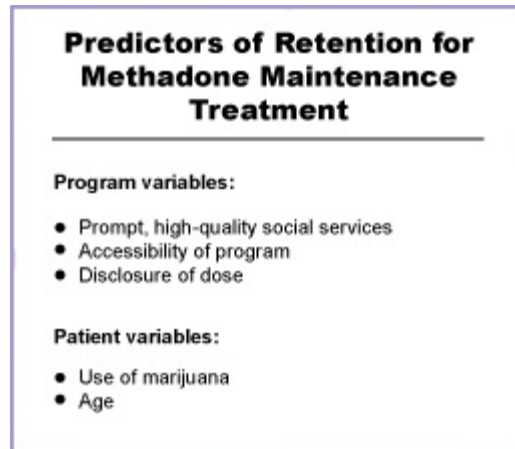 Predictors of Retention for
Methadone Maintenance
Treatment
Program variables:
● Prompt, high-quality social services
● Accessibility of program
● Disclosure of dose
Patient variables:
● Use of marijuana
● Age